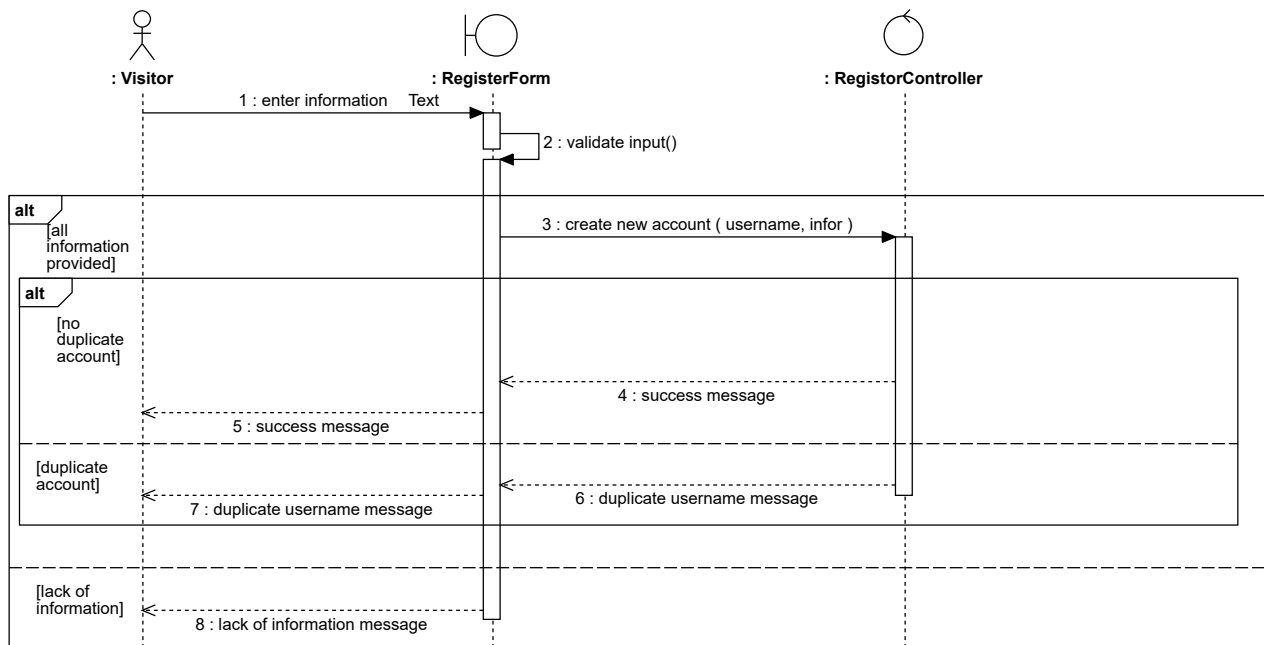 : Visitor
: RegisterForm
: RegistorController
1 : enter information Text
2 : validate input()
alt
[all
information
provided]
3 : create new account ( username, infor )
alt
[no
duplicate
account]
4 : success message
5 : success message
[duplicate
account]
6 : duplicate username message
7 : duplicate username message
[lack of
information]
8 : lack of information message